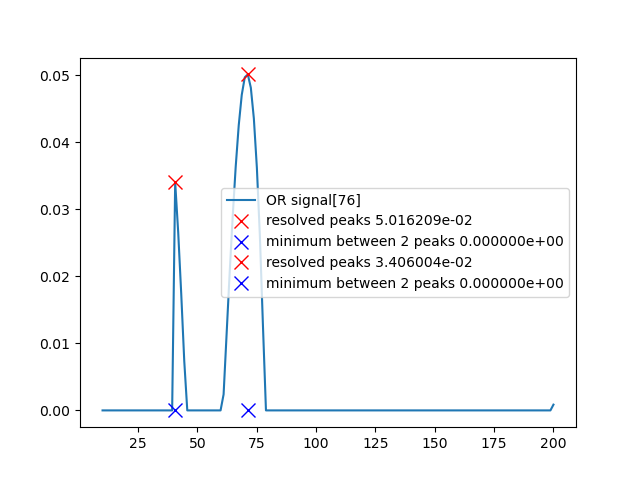 0.05
0.04
0.03
0.02
0.01
0.00
OR signal[76]
resolved peaks 5.016209e-02
minimum between 2 peaks 0.000000e+00
resolved peaks 3.406004e-02
minimum between 2 peaks 0.000000e+00
25 50 75 100 125 150 175 200